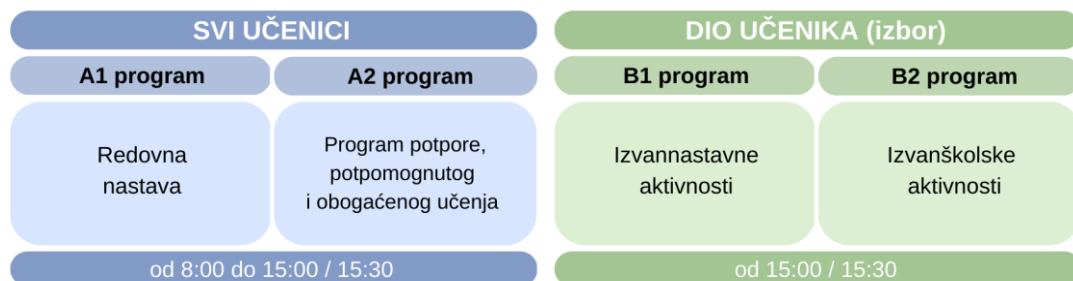 SVI UČENICI
A1 program
A2 program
Redovna
nastava
Program potpore,
potpomognutog
i obogaćenog učenja
od 8:00 do 15:00 / 15:30
DIO UČENIKA (izbor)
B1 program
B2 program
Izvannastavne
aktivnosti
Izvanškolske
aktivnosti
od 15:00 / 15:30